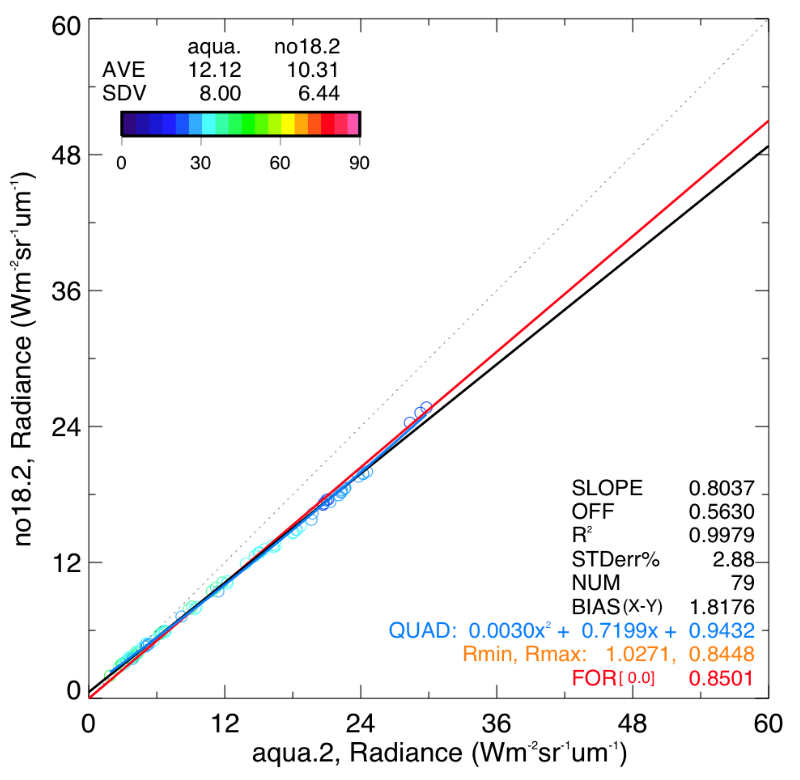 60
48
36
24
12
0
no18.2, Radiance (Wm⁻²sr⁻¹um⁻¹)
aqua. no18.2
AVE 12.12 10.31
SDV 8.00 6.44
0 30 60 90
SLOPE 0.8037
OFF 0.5630
R² 0.9979
STDerr% 2.88
NUM 79
BIAS(X-Y) 1.8176
QUAD: 0.0030x² + 0.7199x + 0.9432
Rmin, Rmax: 1.0271, 0.8448
FOR[ 0.0] 0.8501
0 12 24 36 48 60
aqua.2, Radiance (Wm⁻²sr⁻¹um⁻¹)